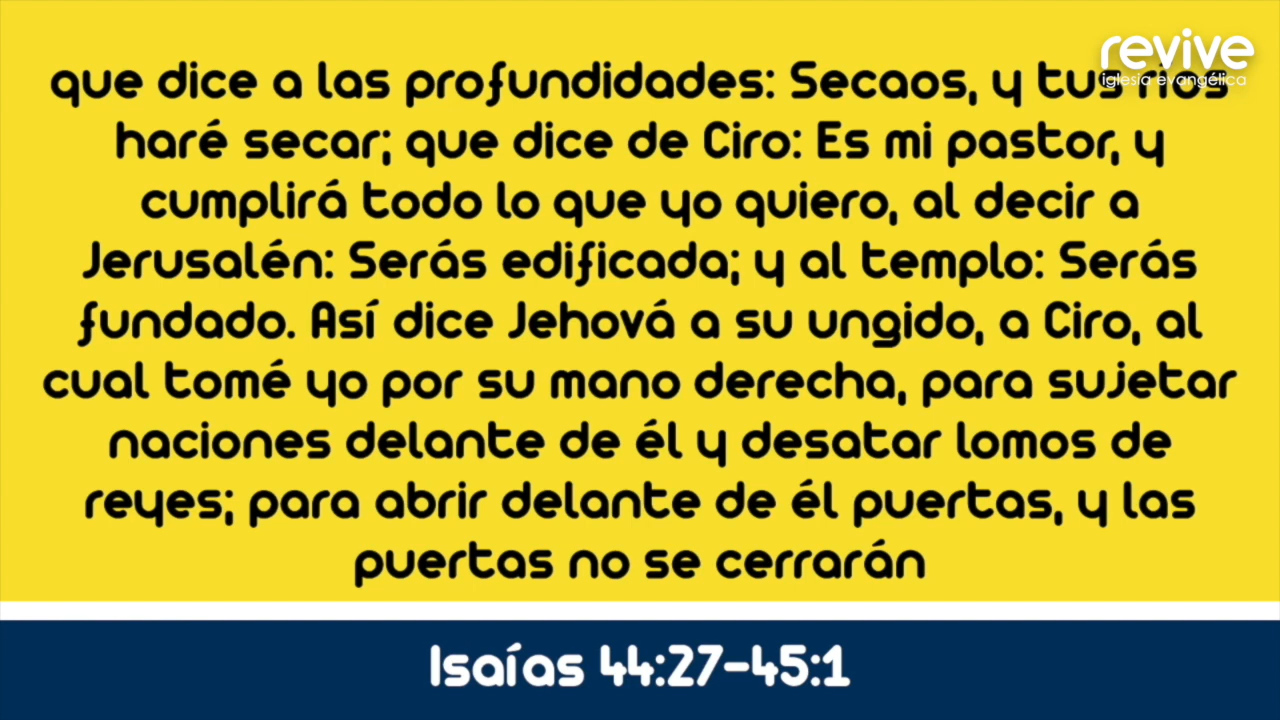 revive
iglesia evangélica
que dice a las profundidades: Secaos, y tus ríos
haré secar; que dice de Ciro: Es mi pastor, y
cumplirá todo lo que yo quiero, al decir a
Jerusalén: Serás edificada; y al templo: Serás
fundado. Así dice Jehová a su ungido, a Ciro, al
cual tomé yo por su mano derecha, para sujetar
naciones delante de él y desatar lomos de
reyes; para abrir delante de él puertas, y las
puertas no se cerrarán
Isaías 44:27-45:1